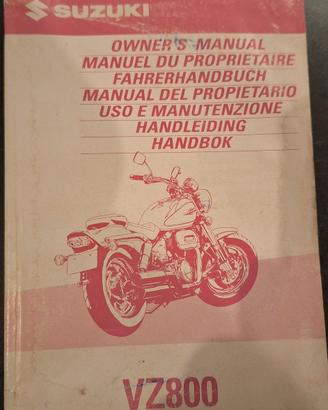 SUZUKI
OWNER'S MANUAL
MANUEL DU PROPRIETAIRE
FAHRERHANDBUCH
MANUAL DEL PROPIETARIO
USO E MANUTENZIONE
HANDLEIDING
HANDBOK
VZ800